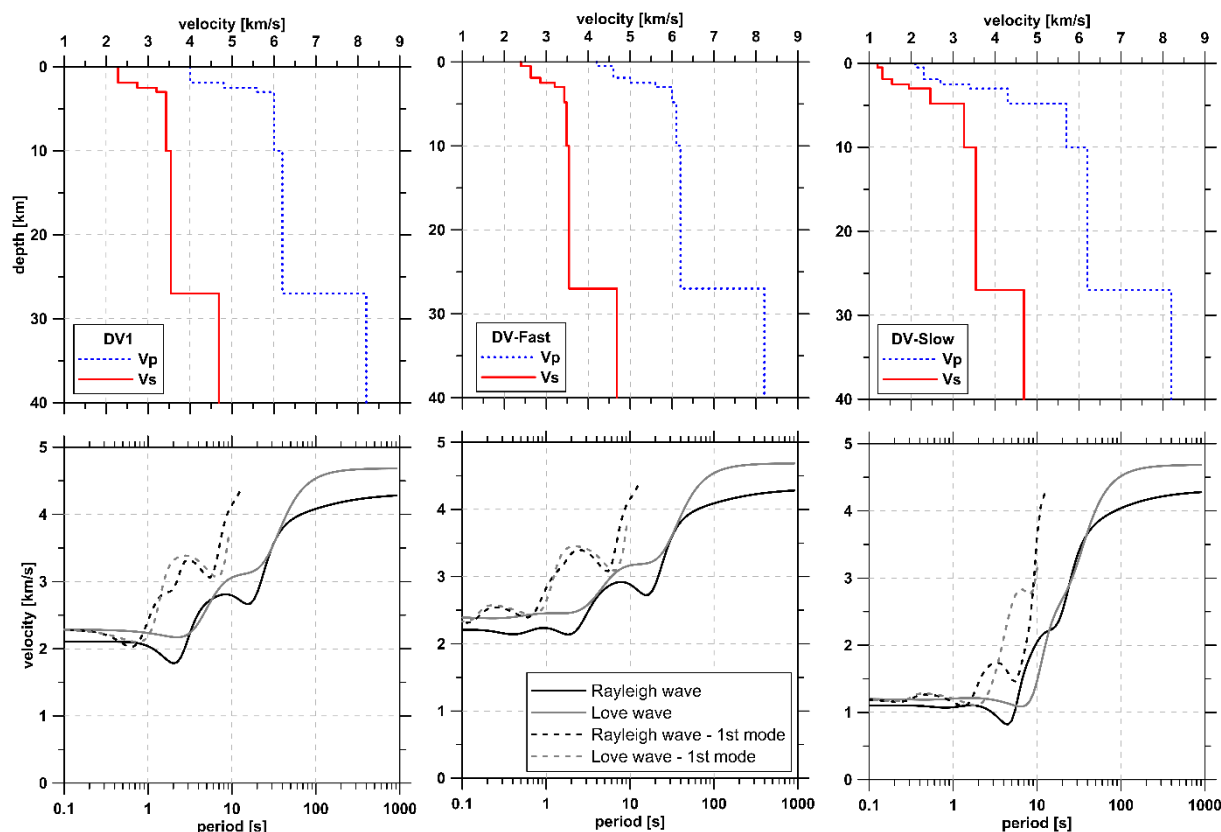 velocity [km/s]
1 2 3 4 5 6 7 8 9
0
10
20
30
40
depth [km]
DV1
Vp
Vs
velocity [km/s]
1 2 3 4 5 6 7 8 9
0
10
20
30
40
DV-Fast
Vp
Vs
velocity [km/s]
1 2 3 4 5 6 7 8 9
0
10
20
30
40
DV-Slow
Vp
Vs
5
4
3
2
1
0
velocity [km/s]
0.1 1 10 100 1000
period [s]
5
4
3
2
1
0
Rayleigh wave
Love wave
Rayleigh wave - 1st mode
Love wave - 1st mode
0.1 1 10 100 1000
period [s]
5
4
3
2
1
0
0.1 1 10 100 1000
period [s]